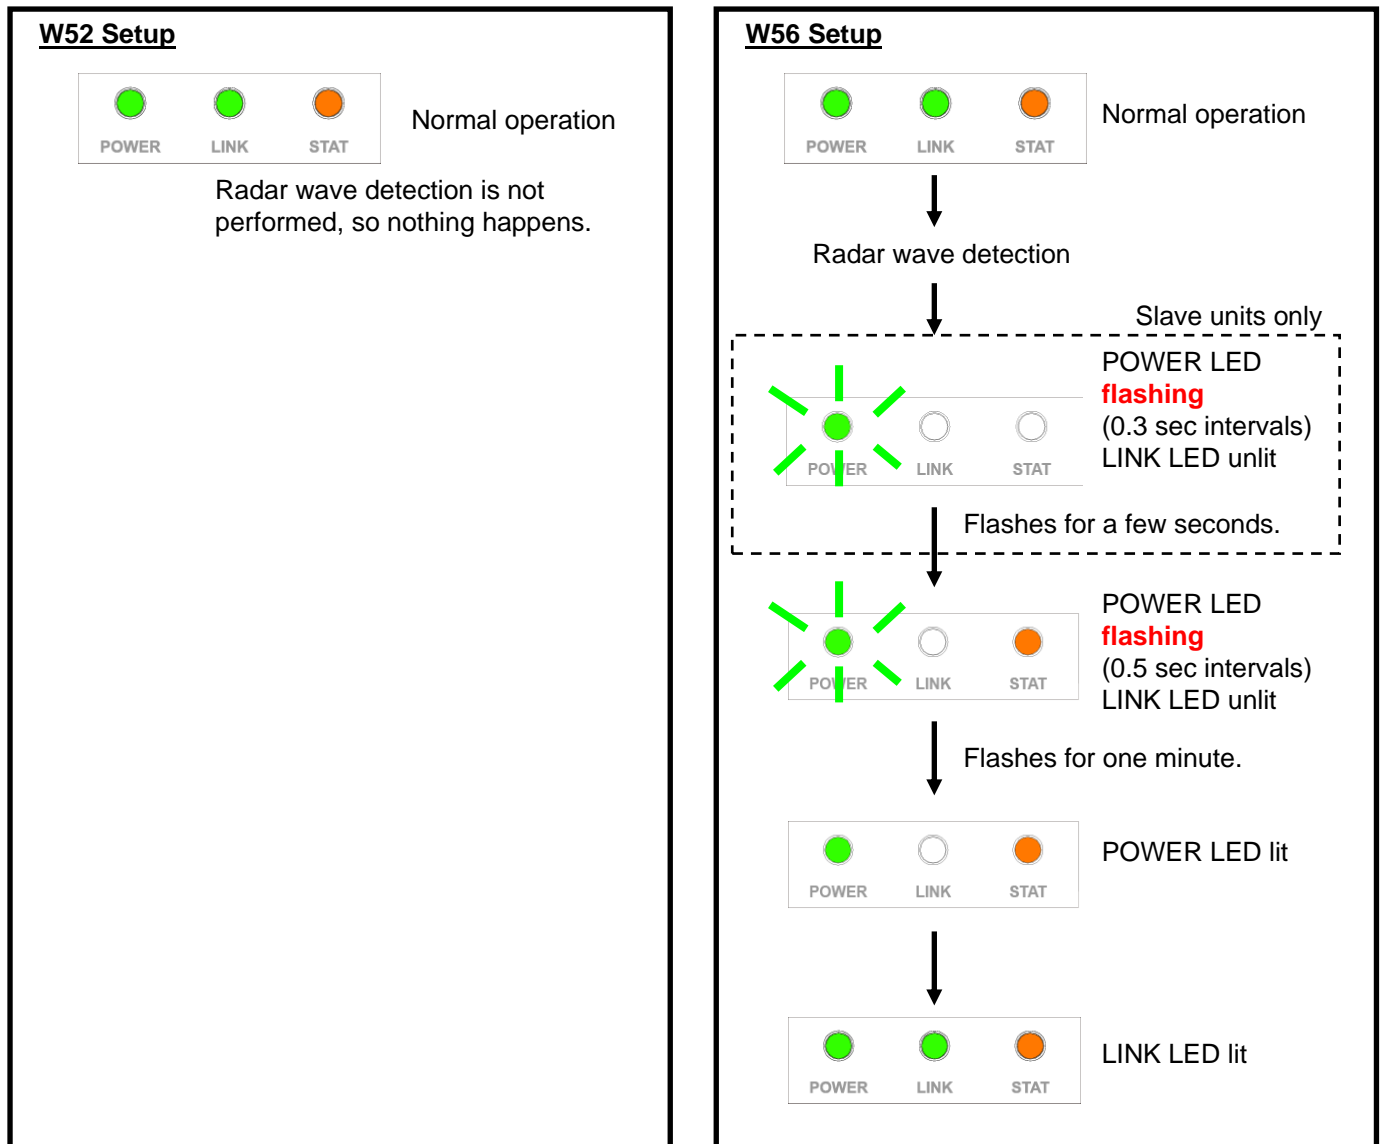 W52 Setup
POWER LINK STAT
Normal operation
Radar wave detection is not
performed, so nothing happens.
W56 Setup
POWER LINK STAT
Normal operation
Radar wave detection
Slave units only
POWER LED
flashing
(0.3 sec intervals)
LINK LED unlit
POWER LINK STAT
Flashes for a few seconds.
POWER LED
flashing
(0.5 sec intervals)
LINK LED unlit
POWER LINK STAT
Flashes for one minute.
POWER LED lit
POWER LINK STAT
LINK LED lit
POWER LINK STAT